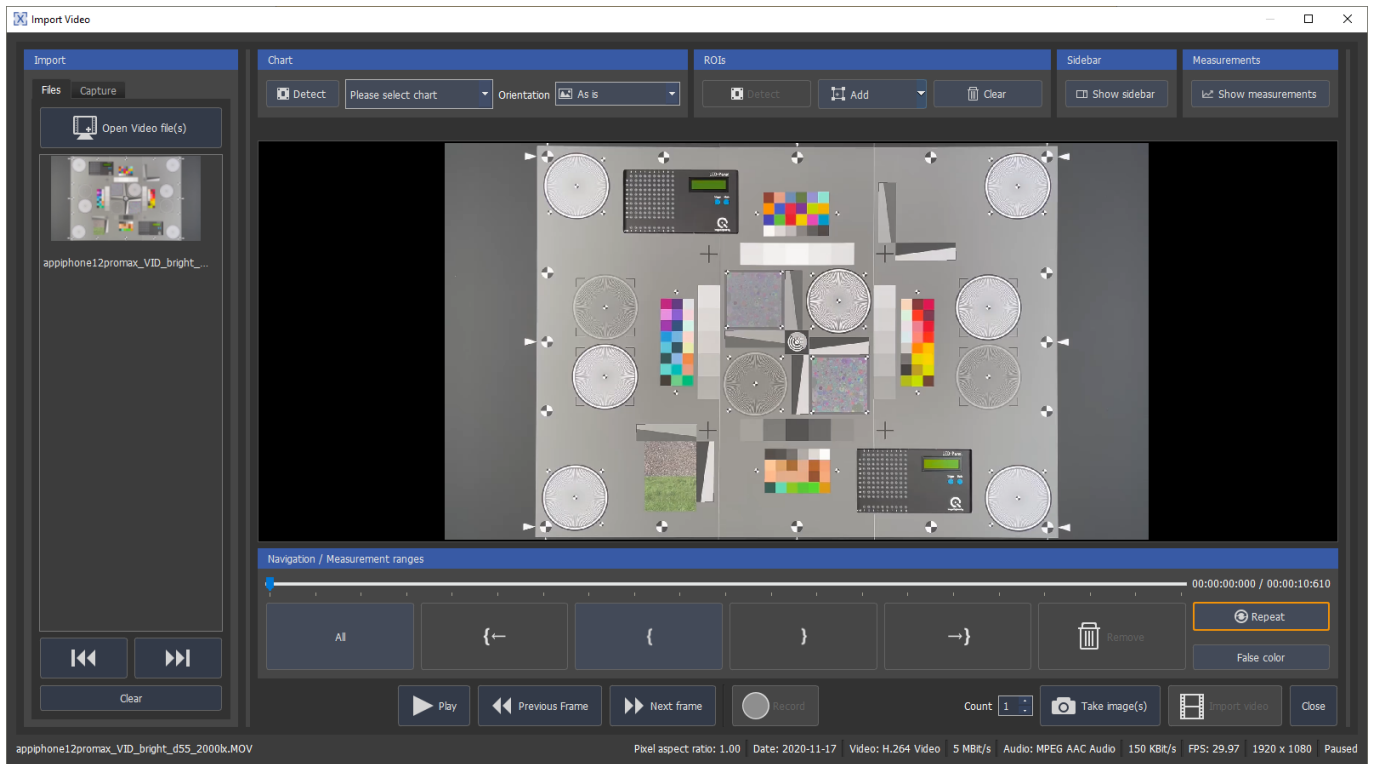 Import Video
Import
Files
Capture
Open Video file(s)
appiphone12promax_VID_bright_...
Clear
Chart
Detect
Please select chart
Orientation
As is
ROIs
Detect
Add
Clear
Sidebar
Show sidebar
Measurements
Show measurements
LCD-Panel
LCD-Panel
Navigation / Measurement ranges
00:00:00:000 / 00:00:10:610
All
{←
{
}
→}
Remove
Repeat
False color
Play
Previous Frame
Next frame
Record
Count
1
Take image(s)
Import video
Close
appiphone12promax_VID_bright_d55_2000lx.MOV
Pixel aspect ratio: 1.00
Date: 2020-11-17
Video: H.264 Video
5 MBit/s
Audio: MPEG AAC Audio
150 KBit/s
FPS: 29.97
1920 x 1080
Paused